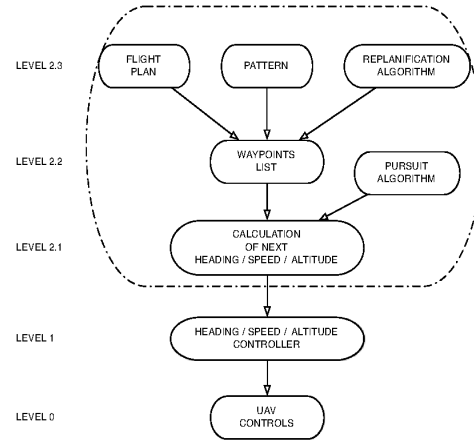 LEVEL 2.3
FLIGHT
PLAN
PATTERN
REPLANIFICATION
ALGORITHM
LEVEL 2.2
WAYPOINTS
LIST
PURSUIT
ALGORITHM
LEVEL 2.1
CALCULATION
OF NEXT
HEADING / SPEED / ALTITUDE
LEVEL 1
HEADING / SPEED / ALTITUDE
CONTROLLER
LEVEL 0
UAV
CONTROLS